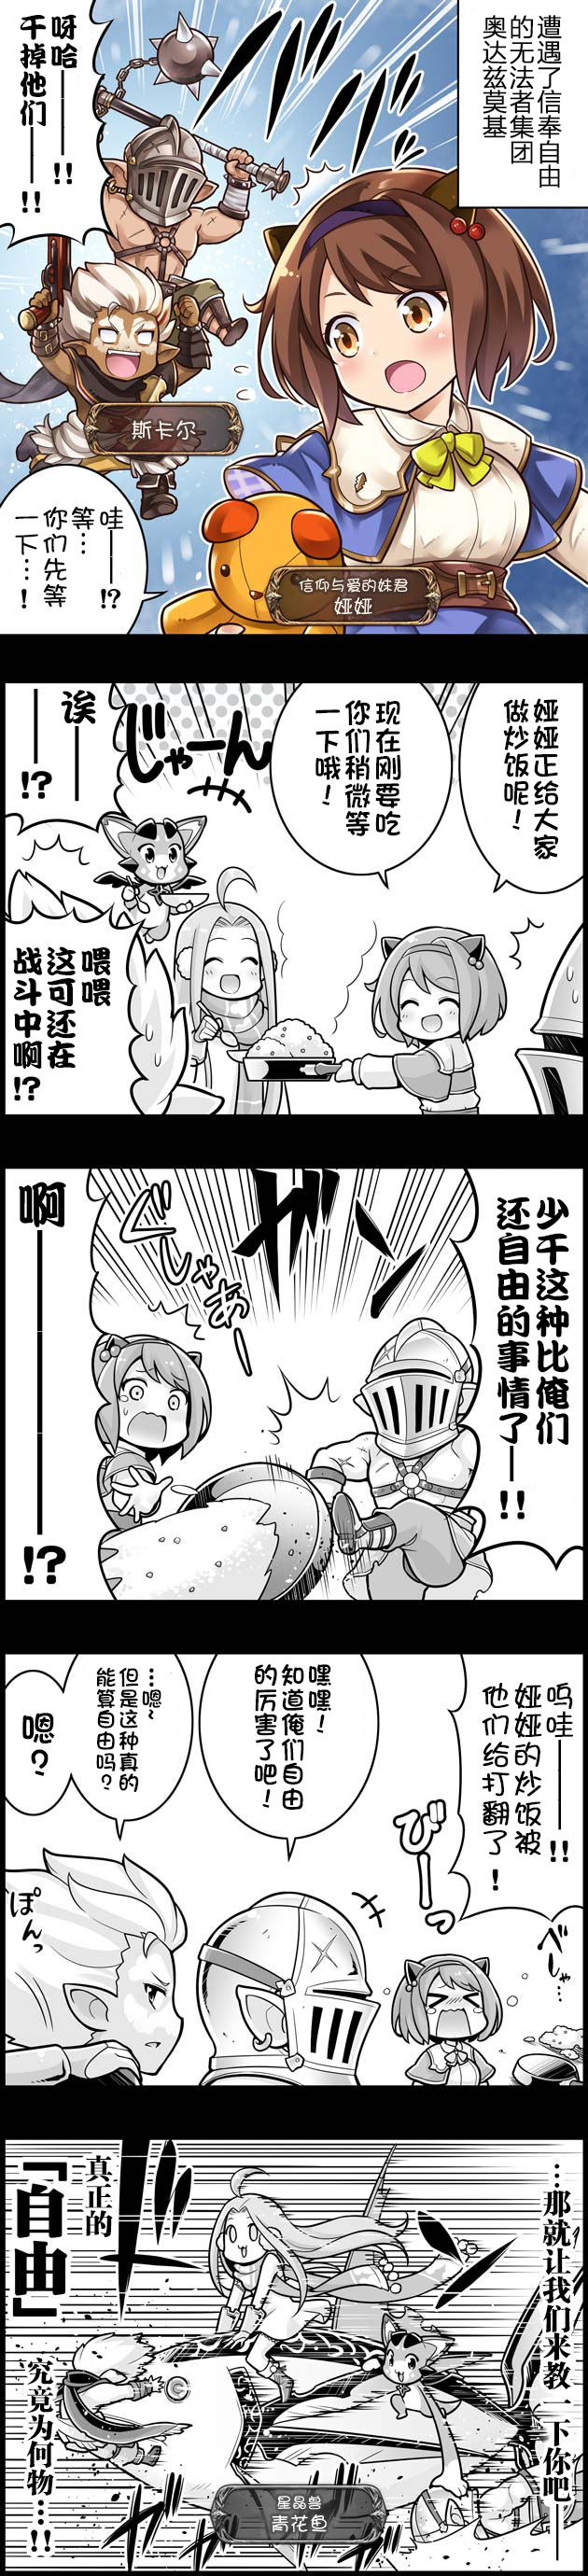 遭遇了信奉自由
的无法者集团
奥达兹莫基
呀哈——!!
干掉他们——!!
斯卡尔
哇——!?
等…
你们先等
一下…!
信仰与爱的妹君
娅娅
娅娅正给大家
做炒饭呢!
现在刚要吃
你们稍微等
一下哦!
じゃーん
诶
——!?
喂喂
这可还在
战斗中啊!?
少干这种比俺们
还自由的事情了—!!
ガン
ぐしゃあー
啊————!?
呜哇——!!
娅娅的炒饭被
他们给打翻了!
べしゃ…
びーっ
嘿嘿!
知道俺们自由
的厉害了吧!
…嗯~
但是这种真的
能算自由吗?
嗯?
ぽんっ
…那就让我们来教一下你吧——
真正的
「自由」
究竟为何物…!!
星晶兽
青花鱼